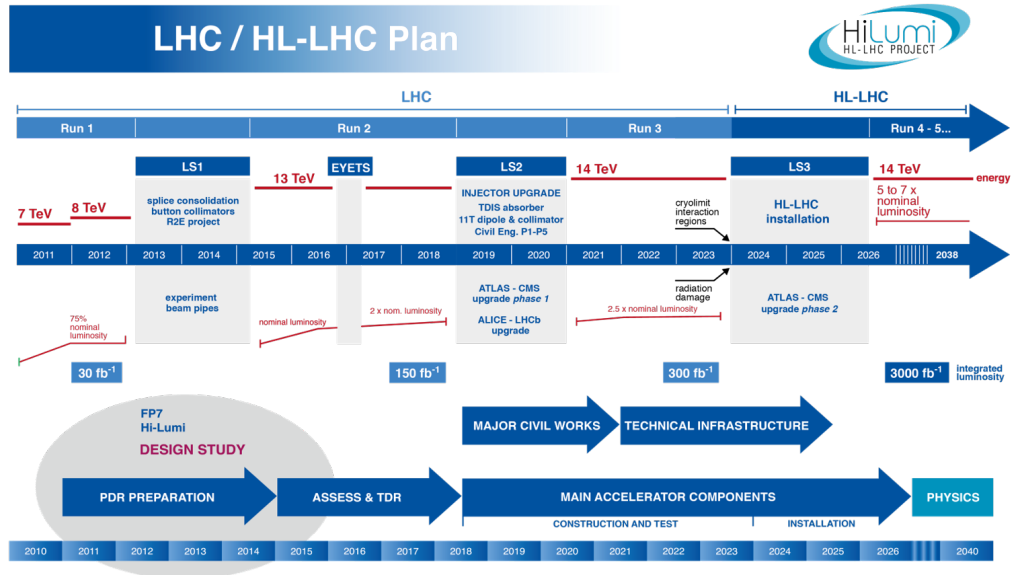 LHC / HL-LHC Plan
HiLumi
HL-LHC PROJECT
LHC
HL-LHC
Run 1
Run 2
Run 3
Run 4 - 5...
LS1
EYETS
LS2
LS3
splice consolidation
button collimators
R2E project
INJECTOR UPGRADE
TDIS absorber
11T dipole & collimator
Civil Eng. P1-P5
HL-LHC
installation
7 TeV
8 TeV
13 TeV
14 TeV
14 TeV
energy
5 to 7 x
nominal
luminosity
cryolimit
interaction
regions
2011
2012
2013
2014
2015
2016
2017
2018
2019
2020
2021
2022
2023
2024
2025
2026
2038
radiation
damage
experiment
beam pipes
ATLAS - CMS
upgrade phase 1
ALICE - LHCb
upgrade
ATLAS - CMS
upgrade phase 2
75%
nominal
luminosity
nominal luminosity
2 x nom. luminosity
2.5 x nominal luminosity
30 fb-1
150 fb-1
300 fb-1
3000 fb-1
integrated
luminosity
FP7
Hi-Lumi
DESIGN STUDY
MAJOR CIVIL WORKS
TECHNICAL INFRASTRUCTURE
PDR PREPARATION
ASSESS & TDR
MAIN ACCELERATOR COMPONENTS
PHYSICS
CONSTRUCTION AND TEST
INSTALLATION
2010
2011
2012
2013
2014
2015
2016
2017
2018
2019
2020
2021
2022
2023
2024
2025
2026
2040